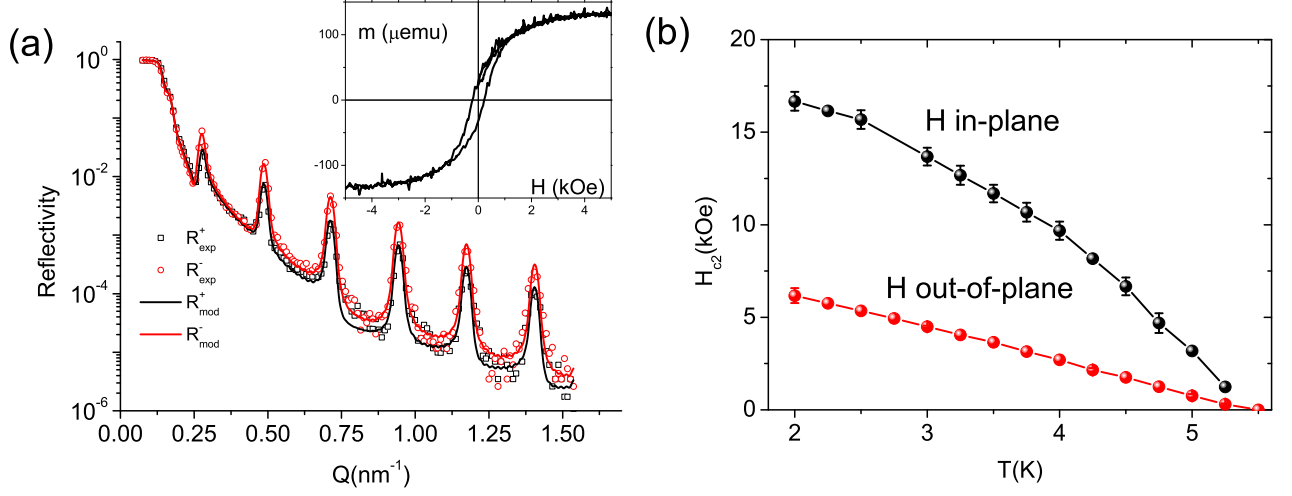 (a)
10⁰
10⁻²
10⁻⁴
10⁻⁶
Reflectivity
0.00 0.25 0.50 0.75 1.00 1.25 1.50
Q(nm⁻¹)
R⁺exp
R⁻exp
R⁺mod
R⁻mod
m (μemu)
100
0
-100
-4 -2 0 2 4
H (kOe)
(b)
20
15
10
5
0
Hc2(kOe)
H in-plane
H out-of-plane
2 3 4 5
T(K)